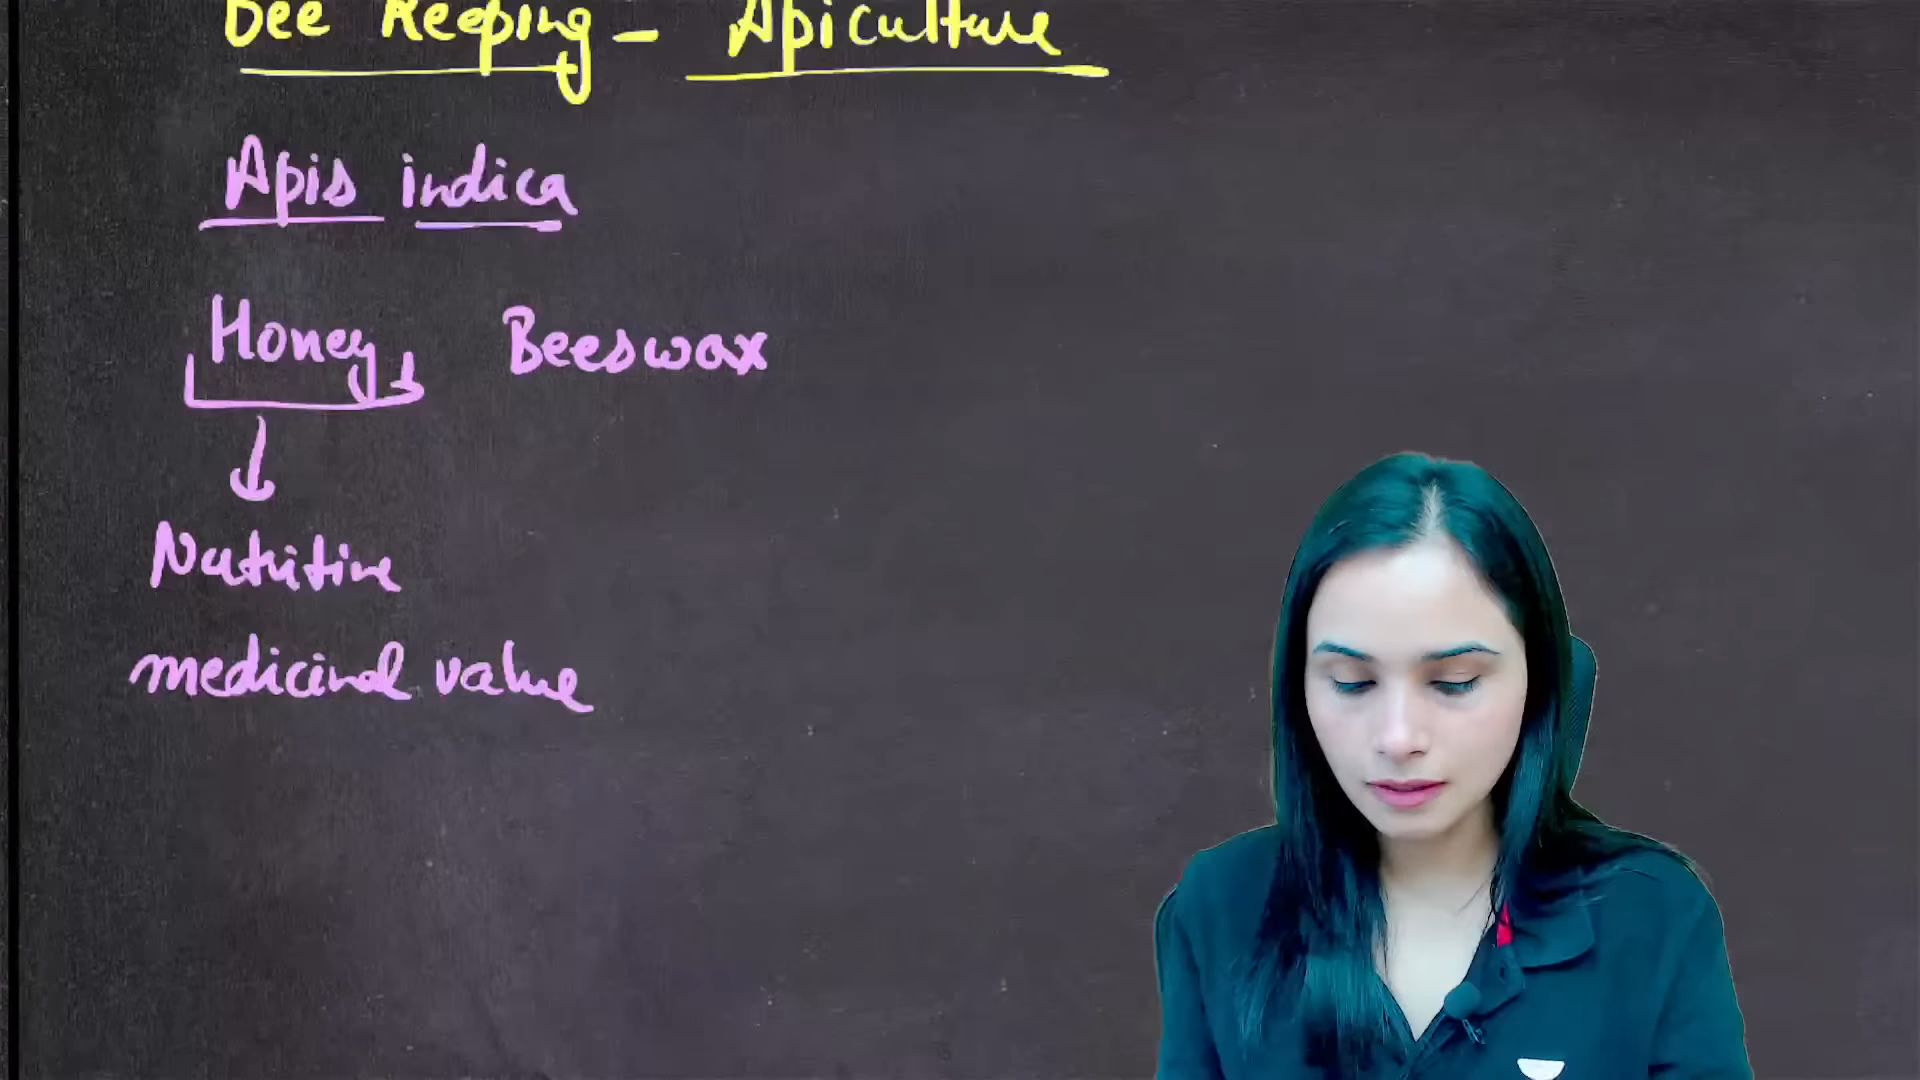 Bee Keeping - Apiculture
Apis indica
Honey Beeswax
Nutritive
medicinal value